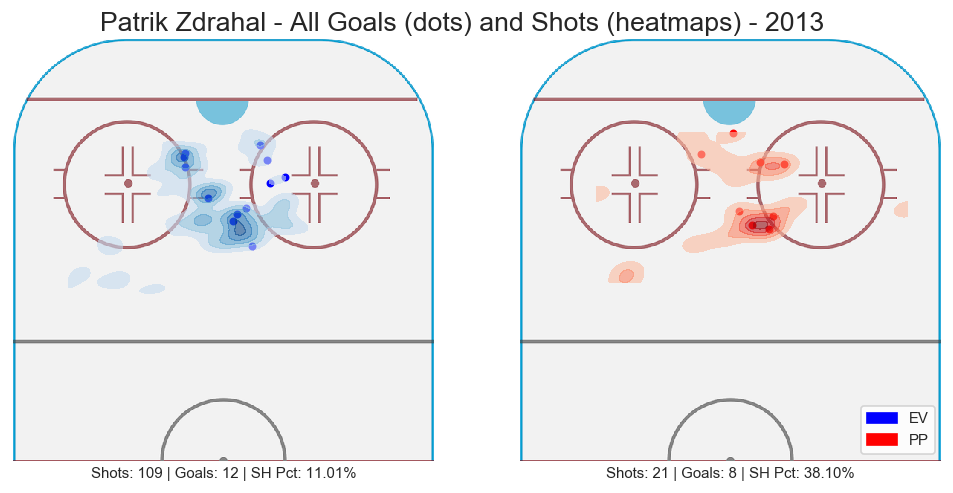 Patrik Zdrahal - All Goals (dots) and Shots (heatmaps) - 2013
EV
PP
Shots: 109 | Goals: 12 | SH Pct: 11.01%
Shots: 21 | Goals: 8 | SH Pct: 38.10%